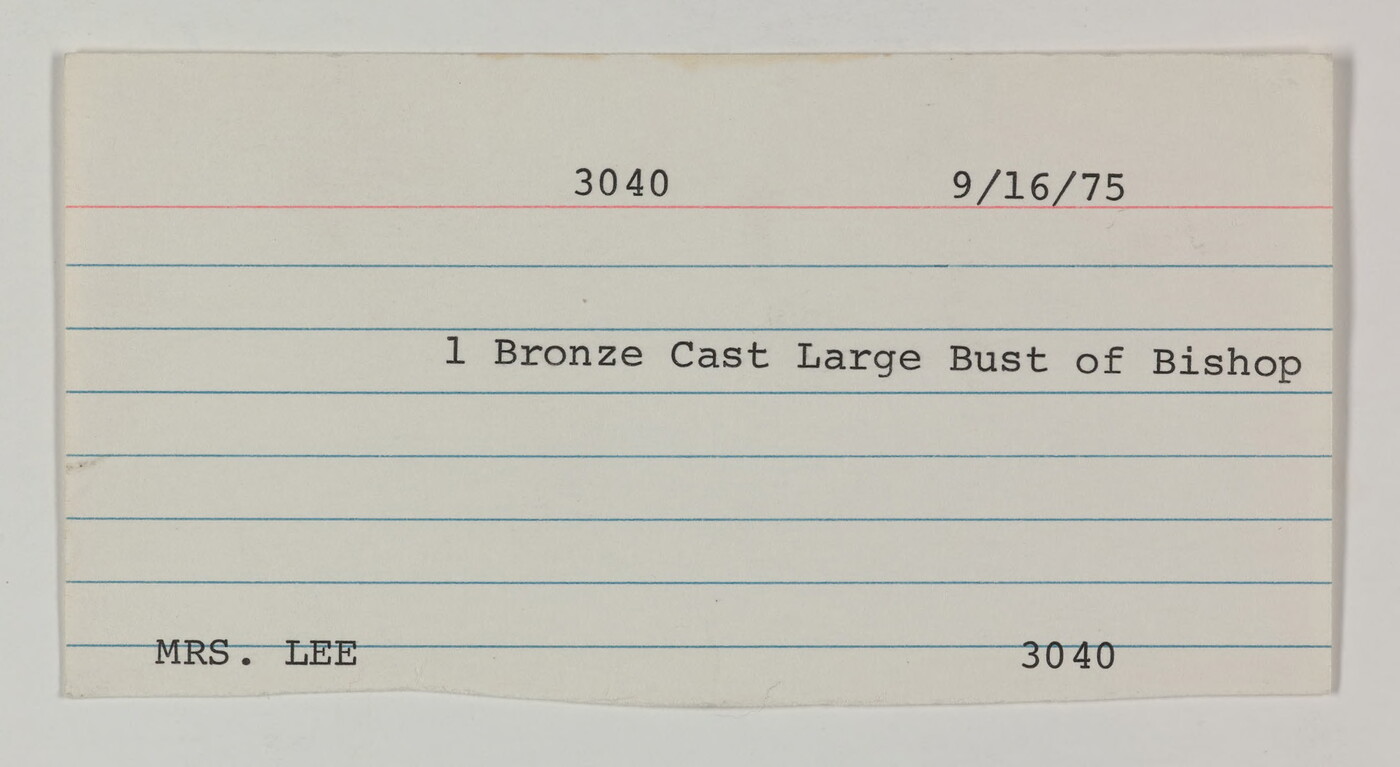 3040 9/16/75
1 Bronze Cast Large Bust of Bishop
MRS. LEE 3040